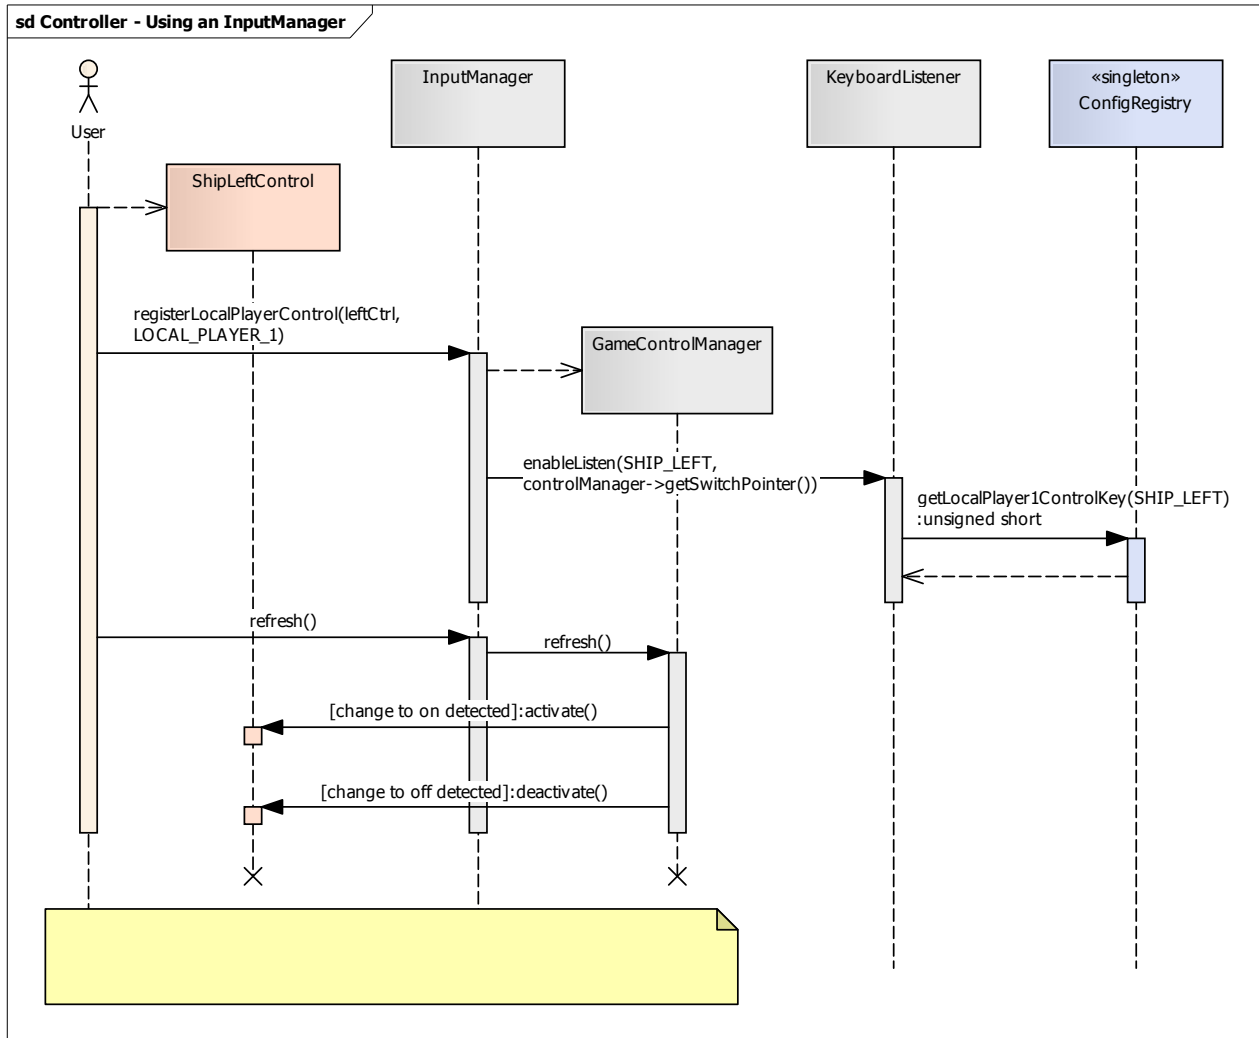 sd Controller - Using an InputManager
User
InputManager
KeyboardListener
«singleton»
ConfigRegistry
ShipLeftControl
registerLocalPlayerControl(leftCtrl,
LOCAL_PLAYER_1)
GameControlManager
enableListen(SHIP_LEFT,
controlManager->getSwitchPointer())
getLocalPlayer1ControlKey(SHIP_LEFT)
:unsigned short
refresh()
refresh()
[change to on detected]:activate()
[change to off detected]:deactivate()